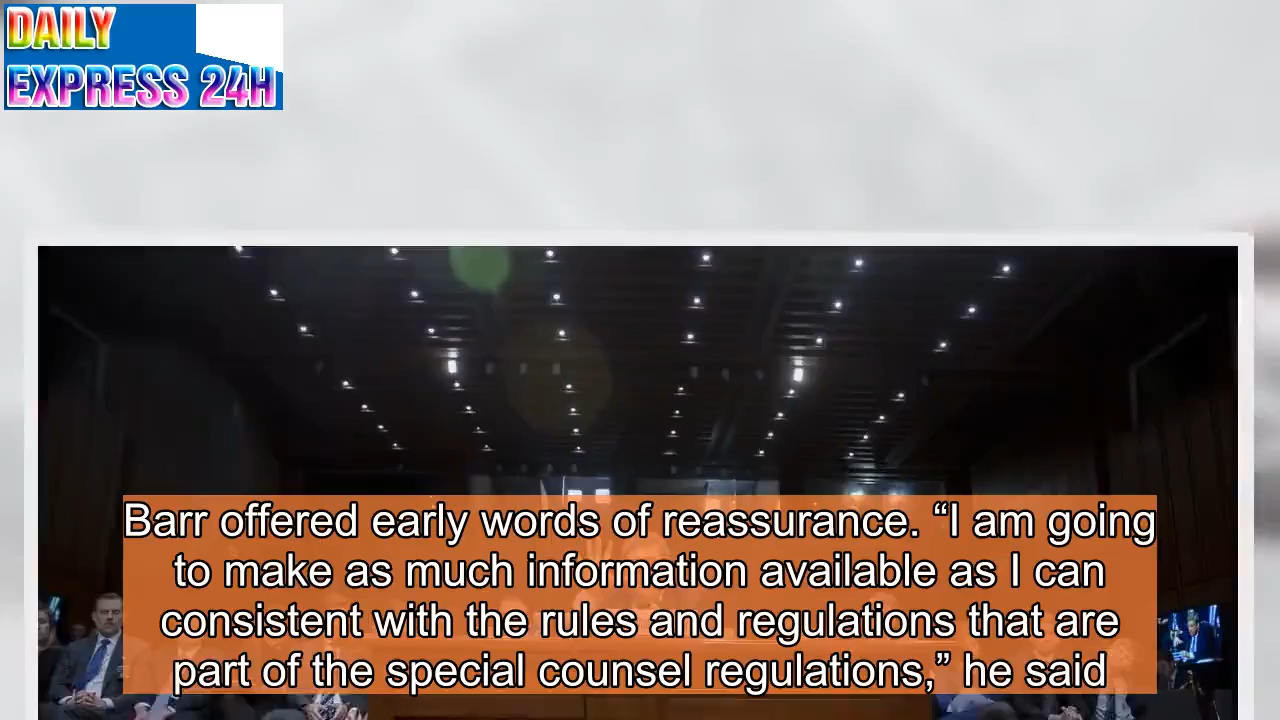 DAILY
EXPRESS 24H
Barr offered early words of reassurance. “I am going
to make as much information available as I can
consistent with the rules and regulations that are
part of the special counsel regulations,” he said